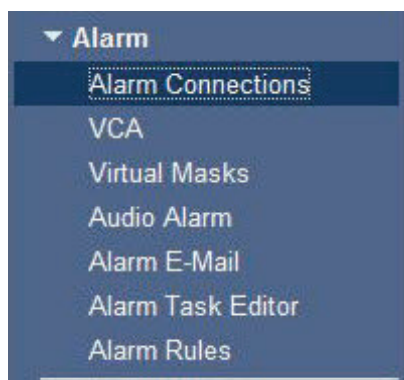 Alarm
Alarm Connections
VCA
Virtual Masks
Audio Alarm
Alarm E-Mail
Alarm Task Editor
Alarm Rules